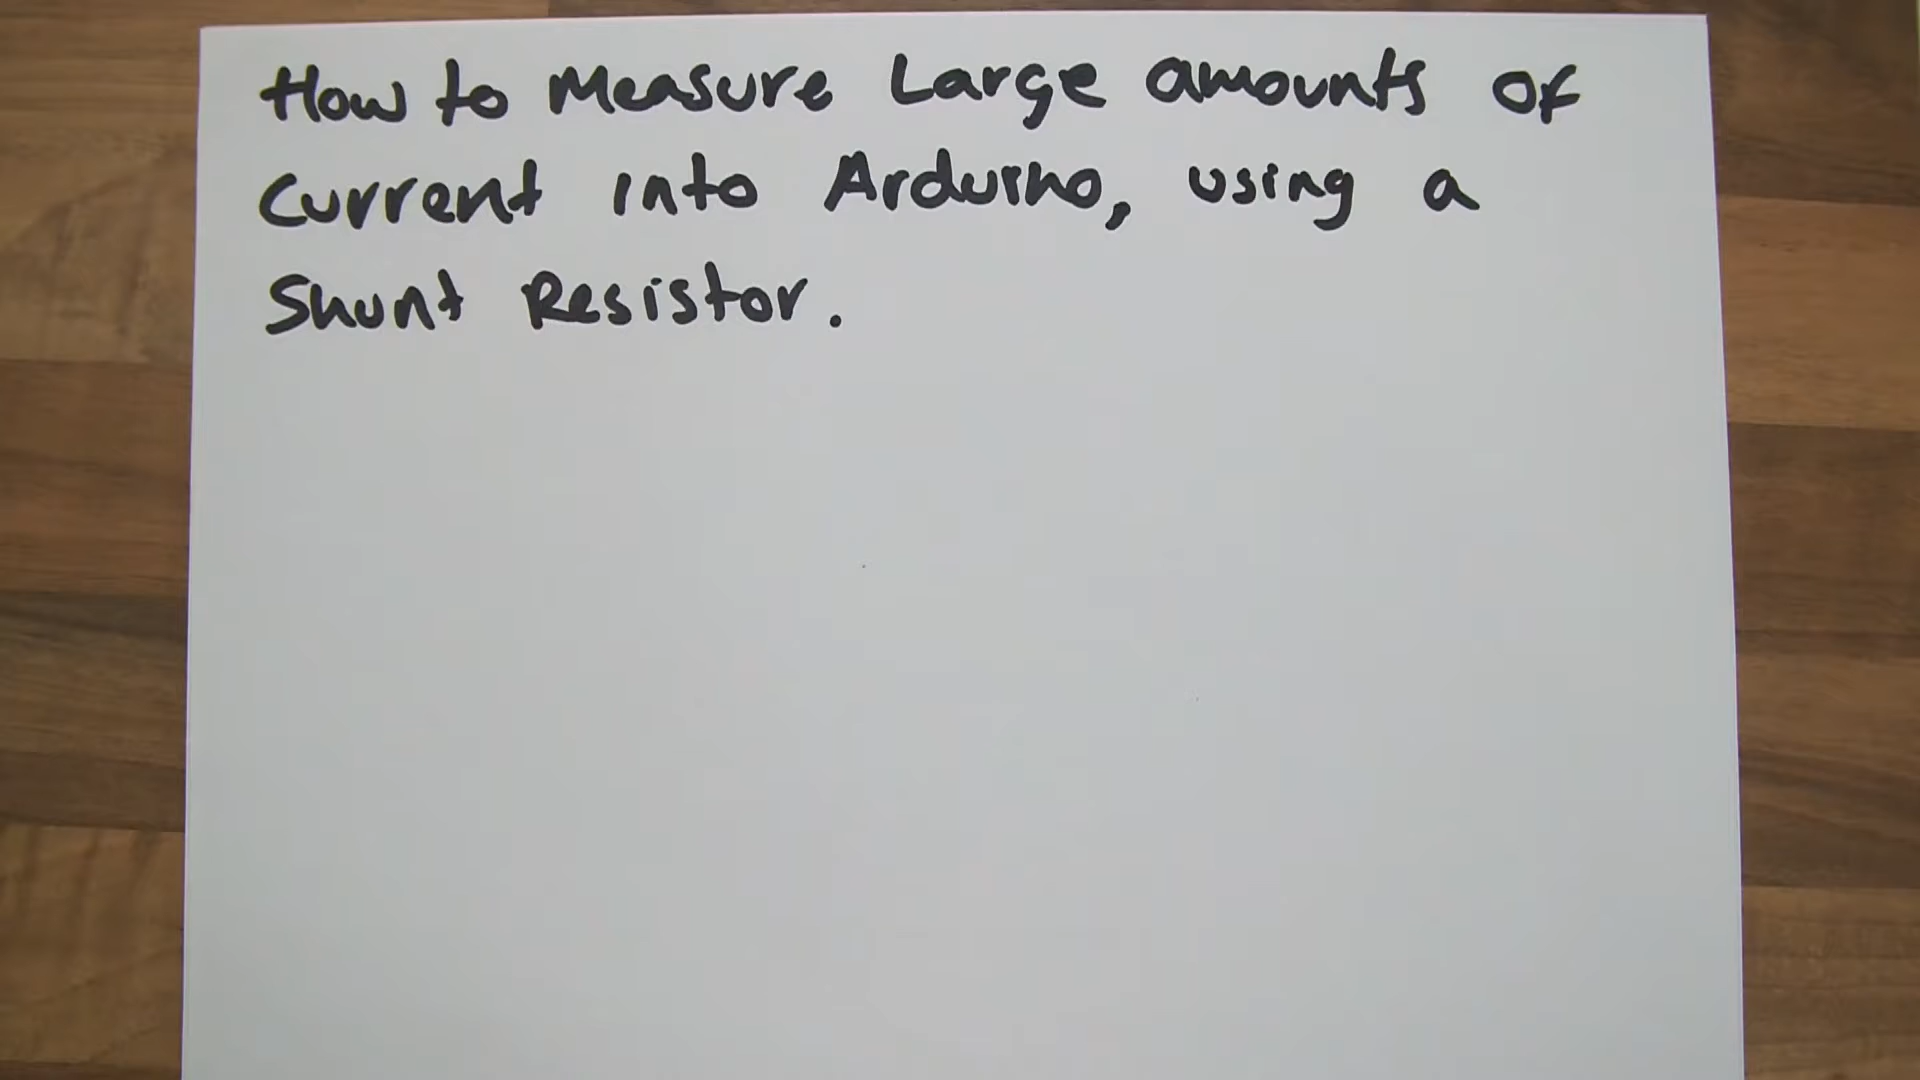 How to Measure Large amounts of
current into Arduino, using a
Shunt Resistor.